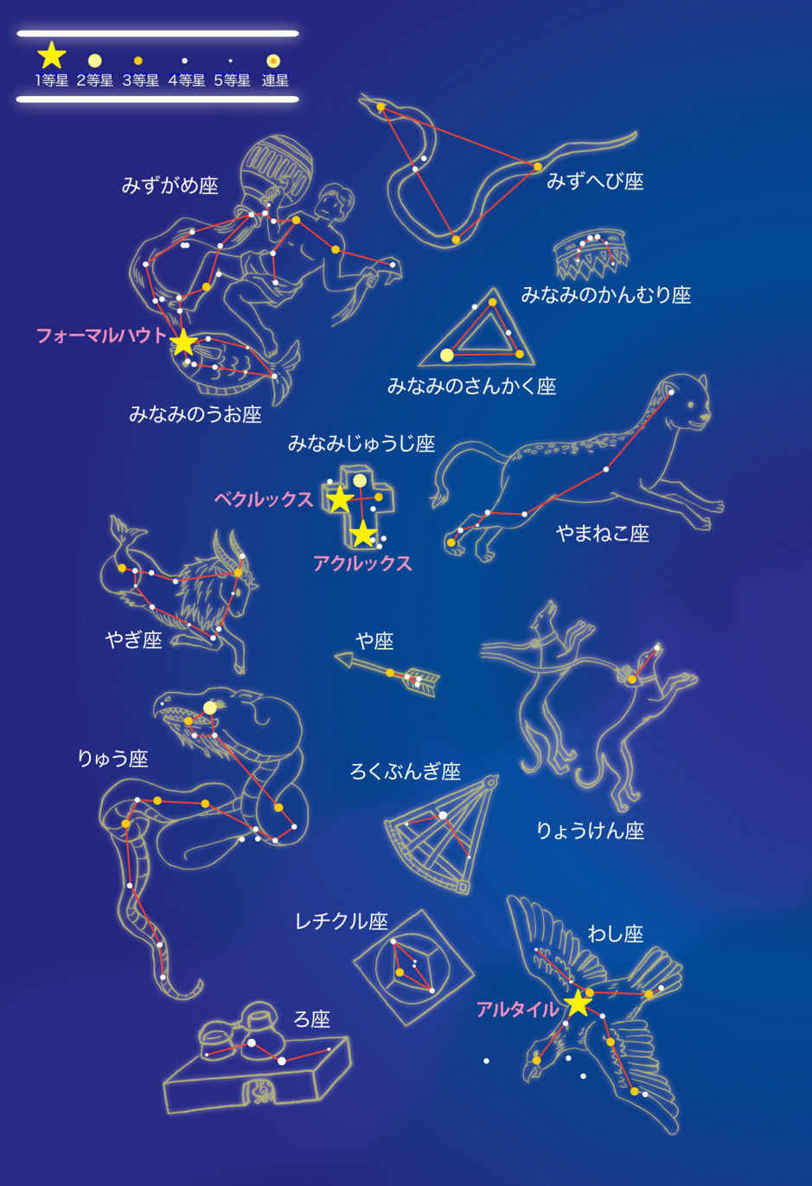 1等星 2等星 3等星 4等星 5等星 連星
みずがめ座
みずへび座
みなみのかんむり座
フォーマルハウト
みなみのさんかく座
みなみのうお座
みなみじゅうじ座
ベクルックス
やまねこ座
アクルックス
やぎ座
や座
りゅう座
ろくぶんぎ座
りょうけん座
レチクル座
わし座
アルタイル
ろ座